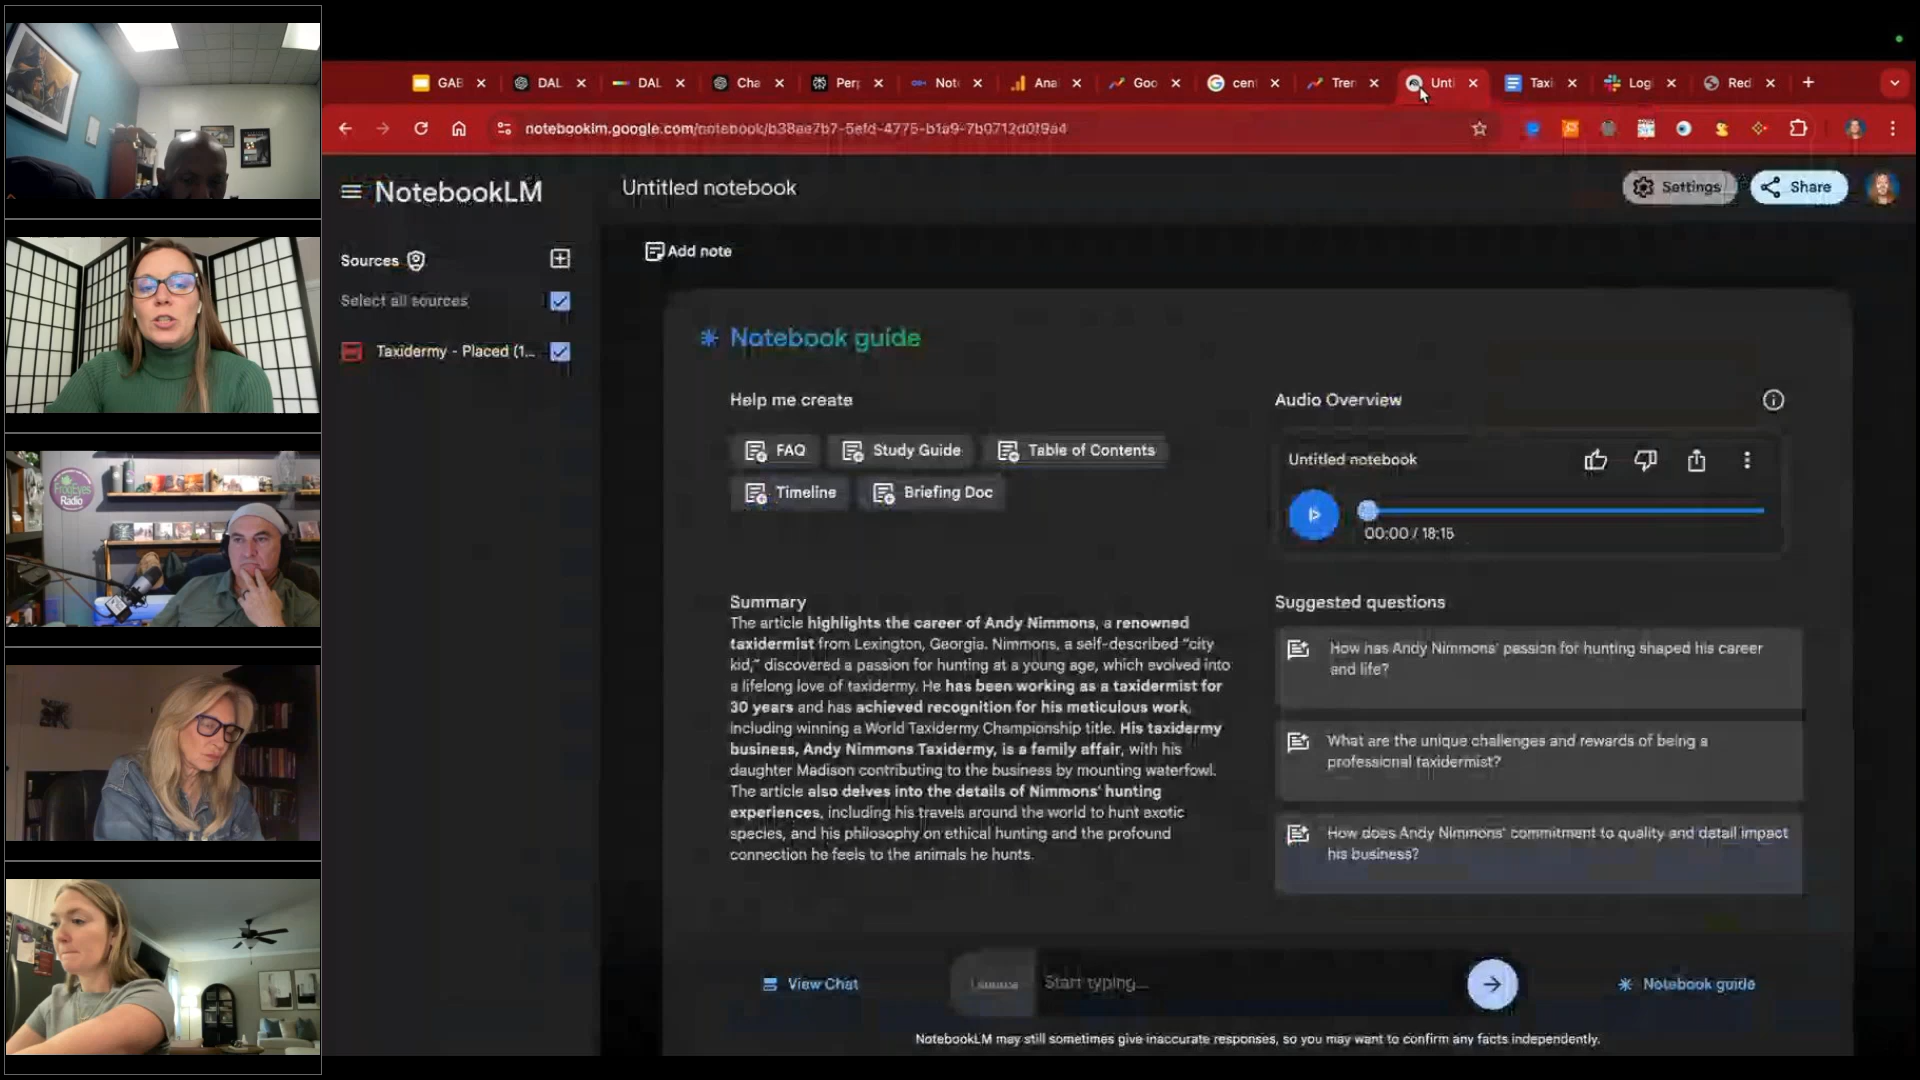 GAB
DAL
DAL
Cha
Per
Not
Ana
Goo
cen
Tren
Unti
Taxi
Log
Red
notebooklm.google.com/notebook/b38ae7b7-5efd-4775-b1a9-7b0712d0f9a4
NotebookLM
Untitled notebook
Settings
Share
Sources
Add note
Select all sources
Taxidermy - Placed (1...
Notebook guide
Help me create
FAQ
Study Guide
Table of Contents
Timeline
Briefing Doc
Audio Overview
Untitled notebook
00:00 / 18:15
Summary
The article highlights the career of Andy Nimmons, a renowned
taxidermist from Lexington, Georgia. Nimmons, a self-described "city
kid," discovered a passion for hunting at a young age, which evolved into
a lifelong love of taxidermy. He has been working as a taxidermist for
30 years and has achieved recognition for his meticulous work,
including winning a World Taxidermy Championship title. His taxidermy
business, Andy Nimmons Taxidermy, is a family affair, with his
daughter Madison contributing to the business by mounting waterfowl.
The article also delves into the details of Nimmons' hunting
experiences, including his travels around the world to hunt exotic
species, and his philosophy on ethical hunting and the profound
connection he feels to the animals he hunts.
Suggested questions
How has Andy Nimmons' passion for hunting shaped his career
and life?
What are the unique challenges and rewards of being a
professional taxidermist?
How does Andy Nimmons' commitment to quality and detail impact
his business?
View Chat
Start typing...
Notebook guide
NotebookLM may still sometimes give inaccurate responses, so you may want to confirm any facts independently.
FrogEyes
Radio